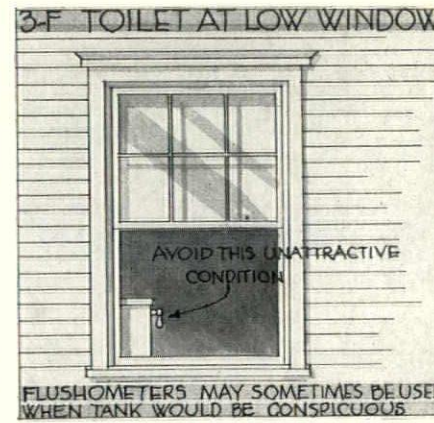 3-F TOILET AT LOW WINDOW
AVOID THIS UNATTRACTIVE
CONDITION
FLUSHOMETERS MAY SOMETIMES BE USE
WHEN TANK WOULD BE CONSPICUOUS